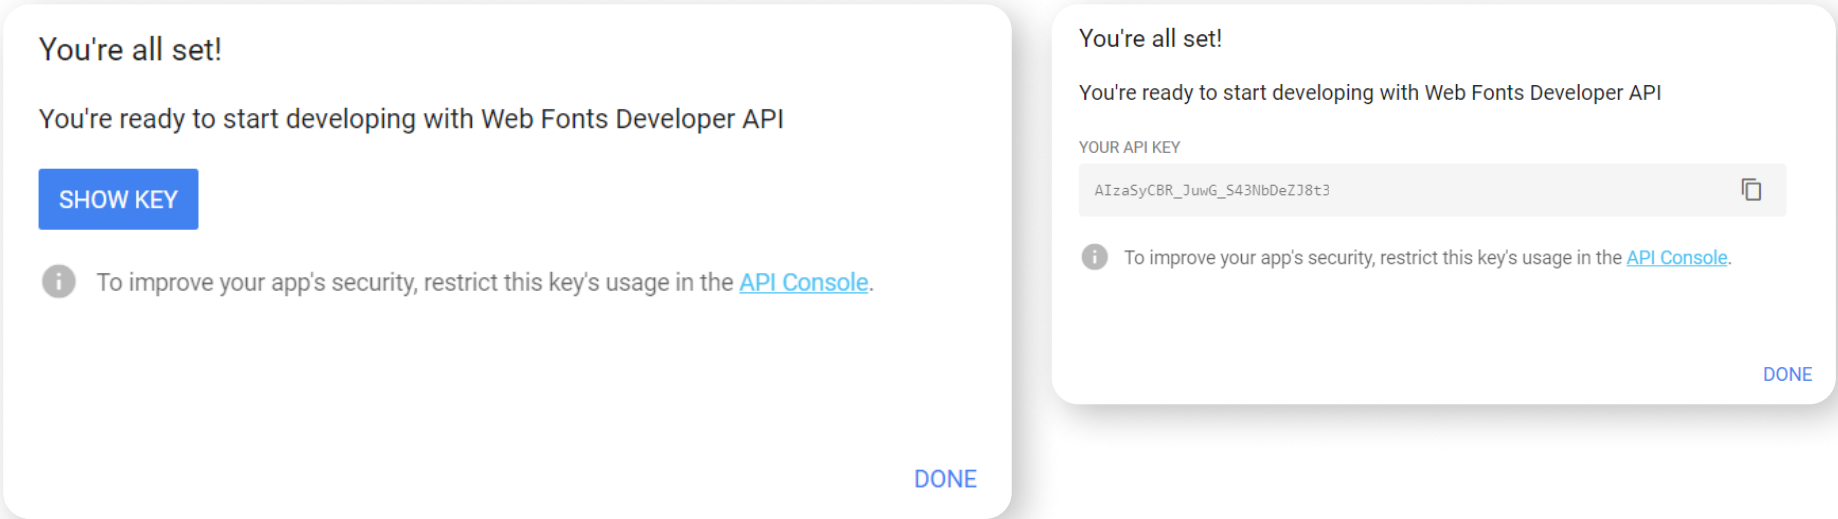 You're all set!
You're ready to start developing with Web Fonts Developer API
SHOW KEY
To improve your app's security, restrict this key's usage in the API Console.
DONE
You're all set!
You're ready to start developing with Web Fonts Developer API
YOUR API KEY
AIzaSyCBR_JuwG_S43NbDeZJ8t3
To improve your app's security, restrict this key's usage in the API Console.
DONE